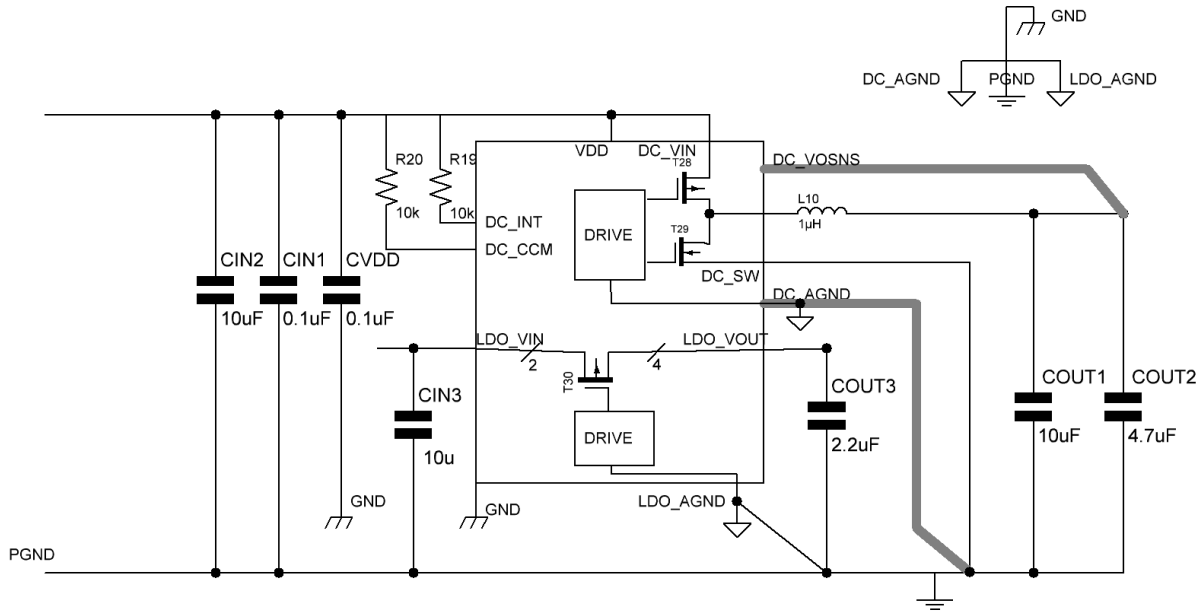 GND
DC_AGND
PGND
LDO_AGND
VDD
DC_VIN
T28
DC_VOSNS
R20
R19
L10
10k
10k
DC_INT
1µH
DRIVE
T29
DC_CCM
CIN2
CIN1
CVDD
DC_SW
10uF
0.1uF
0.1uF
DC_AGND
LDO_VIN
LDO_VOUT
2
4
T30
COUT1
COUT2
CIN3
COUT3
10uF
4.7uF
DRIVE
10u
2.2uF
GND
GND
LDO_AGND
PGND